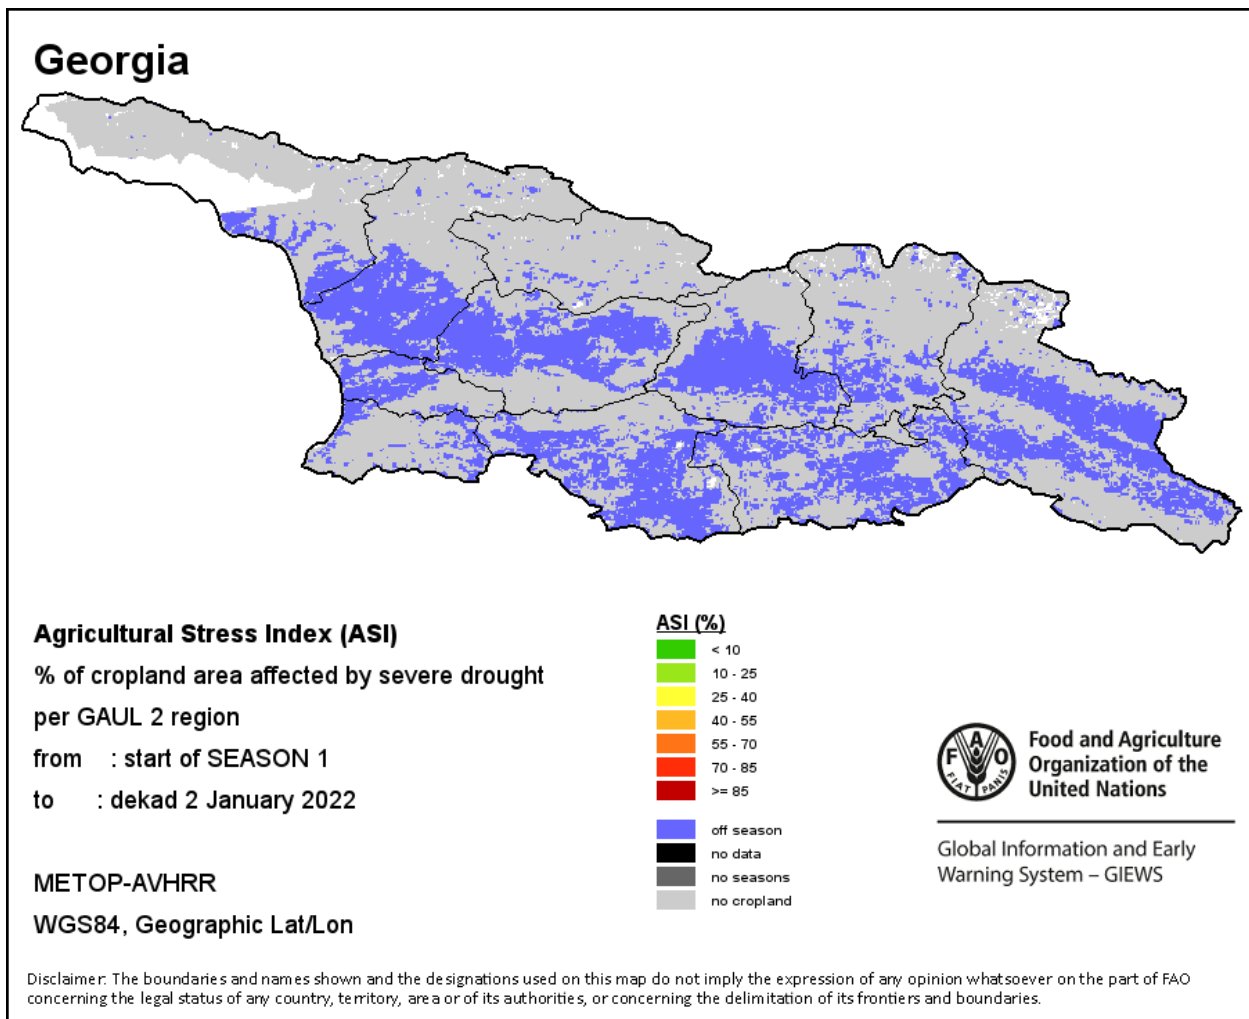 Georgia
Agricultural Stress Index (ASI)
% of cropland area affected by severe drought
per GAUL 2 region
from : start of SEASON 1
to : dekad 2 January 2022
METOP-AVHRR
WGS84, Geographic Lat/Lon
ASI (%)
< 10
10 - 25
25 - 40
40 - 55
55 - 70
70 - 85
>= 85
off season
no data
no seasons
no cropland
F A O
FIAT PANIS
Food and Agriculture
Organization of the
United Nations
Global Information and Early
Warning System – GIEWS
Disclaimer: The boundaries and names shown and the designations used on this map do not imply the expression of any opinion whatsoever on the part of FAO
concerning the legal status of any country, territory, area or of its authorities, or concerning the delimitation of its frontiers and boundaries.